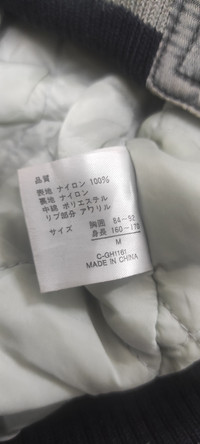 品質
表地 ナイロン 100%
裏地 ナイロン
中綿 ポリエステル
リブ部分 アクリル
サイズ
胸囲 84-92
身長 160-170
M
C-GH1161
MADE IN CHINA